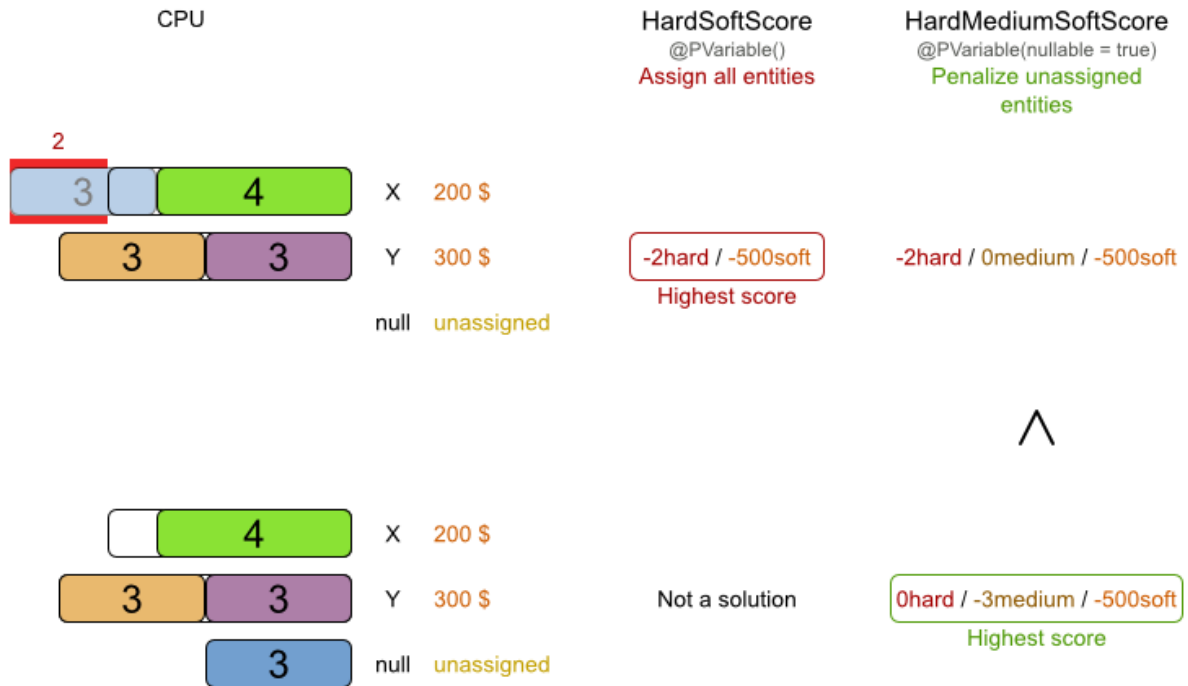 CPU
HardSoftScore
@PVariable()
Assign all entities
HardMediumSoftScore
@PVariable(nullable = true)
Penalize unassigned
entities
2
3 4 X 200 $
3 3 Y 300 $ -2hard / -500soft -2hard / 0medium / -500soft
Highest score
null unassigned
4 X 200 $
3 3 Y 300 $ Not a solution 0hard / -3medium / -500soft
Highest score
3 null unassigned